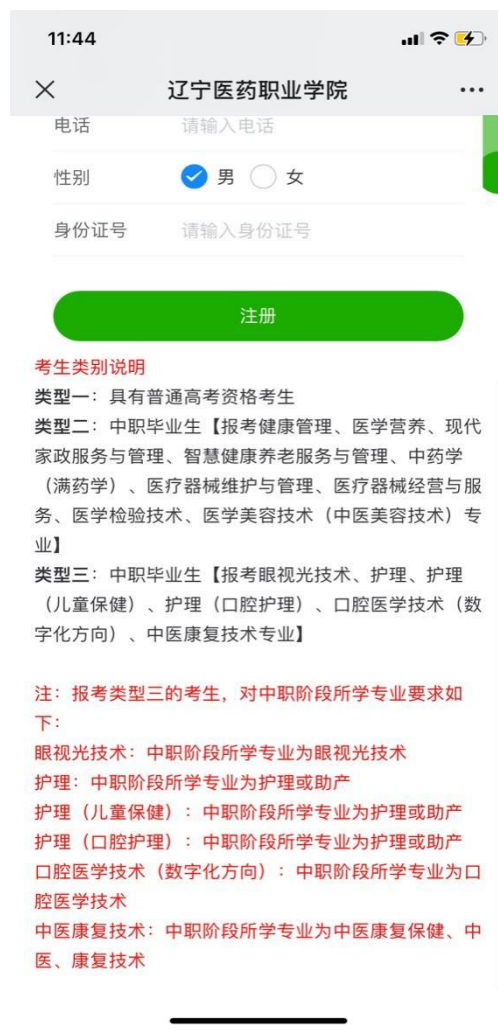 11:44
辽宁医药职业学院
电话 请输入电话
性别 男 女
身份证号 请输入身份证号
注册
考生类别说明
类型一：具有普通高考资格考生
类型二：中职毕业生【报考健康管理、医学营养、现代
家政服务与管理、智慧健康养老服务与管理、中药学
（满药学）、医疗器械维护与管理、医疗器械经营与服
务、医学检验技术、医学美容技术（中医美容技术）专
业】
类型三：中职毕业生【报考眼视光技术、护理、护理
（儿童保健）、护理（口腔护理）、口腔医学技术（数
字化方向）、中医康复技术专业】
注：报考类型三的考生，对中职阶段所学专业要求如
下：
眼视光技术：中职阶段所学专业为眼视光技术
护理：中职阶段所学专业为护理或助产
护理（儿童保健）：中职阶段所学专业为护理或助产
护理（口腔护理）：中职阶段所学专业为护理或助产
口腔医学技术（数字化方向）：中职阶段所学专业为口
腔医学技术
中医康复技术：中职阶段所学专业为中医康复保健、中
医、康复技术